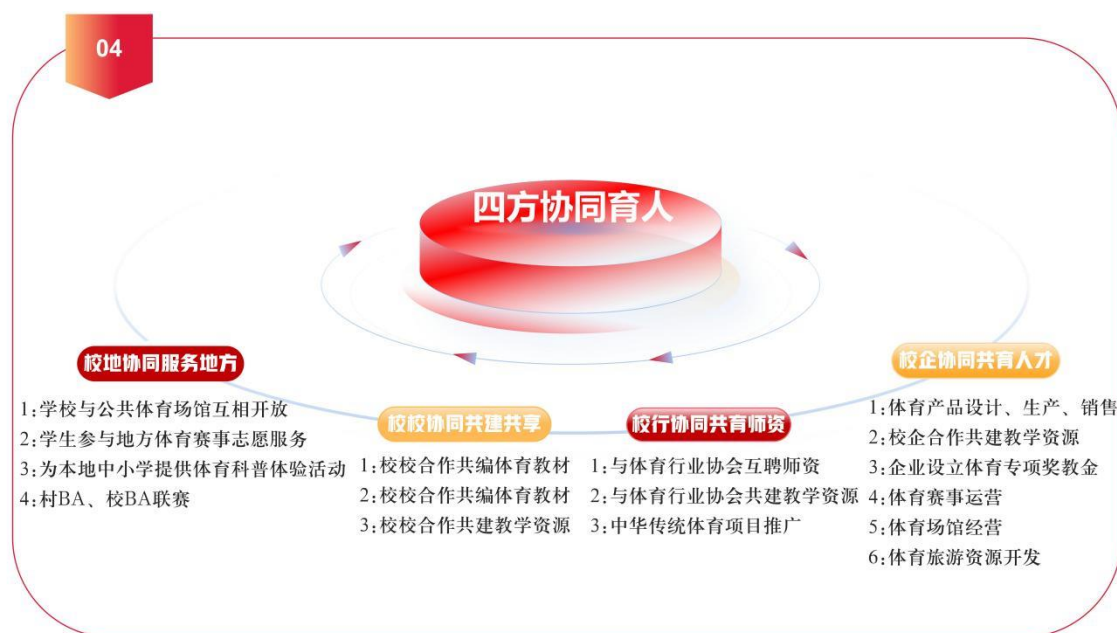 04
四方协同育人
校地协同服务地方
1:学校与公共体育场馆互相开放
2:学生参与地方体育赛事志愿服务
3:为本地中小学提供体育科普体验活动
4:村BA、校BA联赛
校校协同共建共享
1:校校合作共编体育教材
2:校校合作共编体育教材
3:校校合作共建教学资源
校行协同共育师资
1:与体育行业协会互聘师资
2:与体育行业协会共建教学资源
3:中华传统体育项目推广
校企协同共育人才
1:体育产品设计、生产、销售
2:校企合作共建教学资源
3:企业设立体育专项奖教金
4:体育赛事运营
5:体育场馆经营
6:体育旅游资源开发